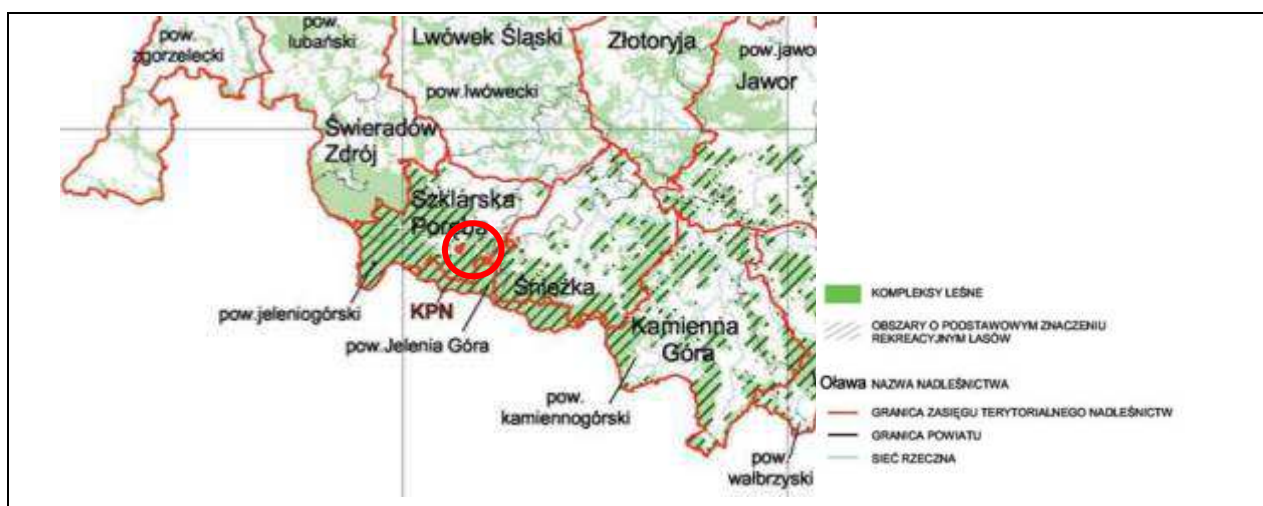 pow.
zgorzelecki
pow.
lubański
Lwówek Śląski
Złotoryja
pow.jawo
Jawor
pow.lwówecki
Świeradów
Zdrój
Szklarska
Poręba
Śnieżka
pow.jeleniogórski
KPN
pow.Jelenia Góra
Kamienna
Góra
pow.
kamiennogórski
pow.
wałbrzyski
KOMPLEKSY LEŚNE
OBSZARY O PODSTAWOWYM ZNACZENIU
REKREACYJNYM LASÓW
Oława NAZWA NADLEŚNICTWA
GRANICA ZASIĘGU TERYTORIALNEGO NADLEŚNICTW
GRANICA POWIATU
SIEĆ RZECZNA